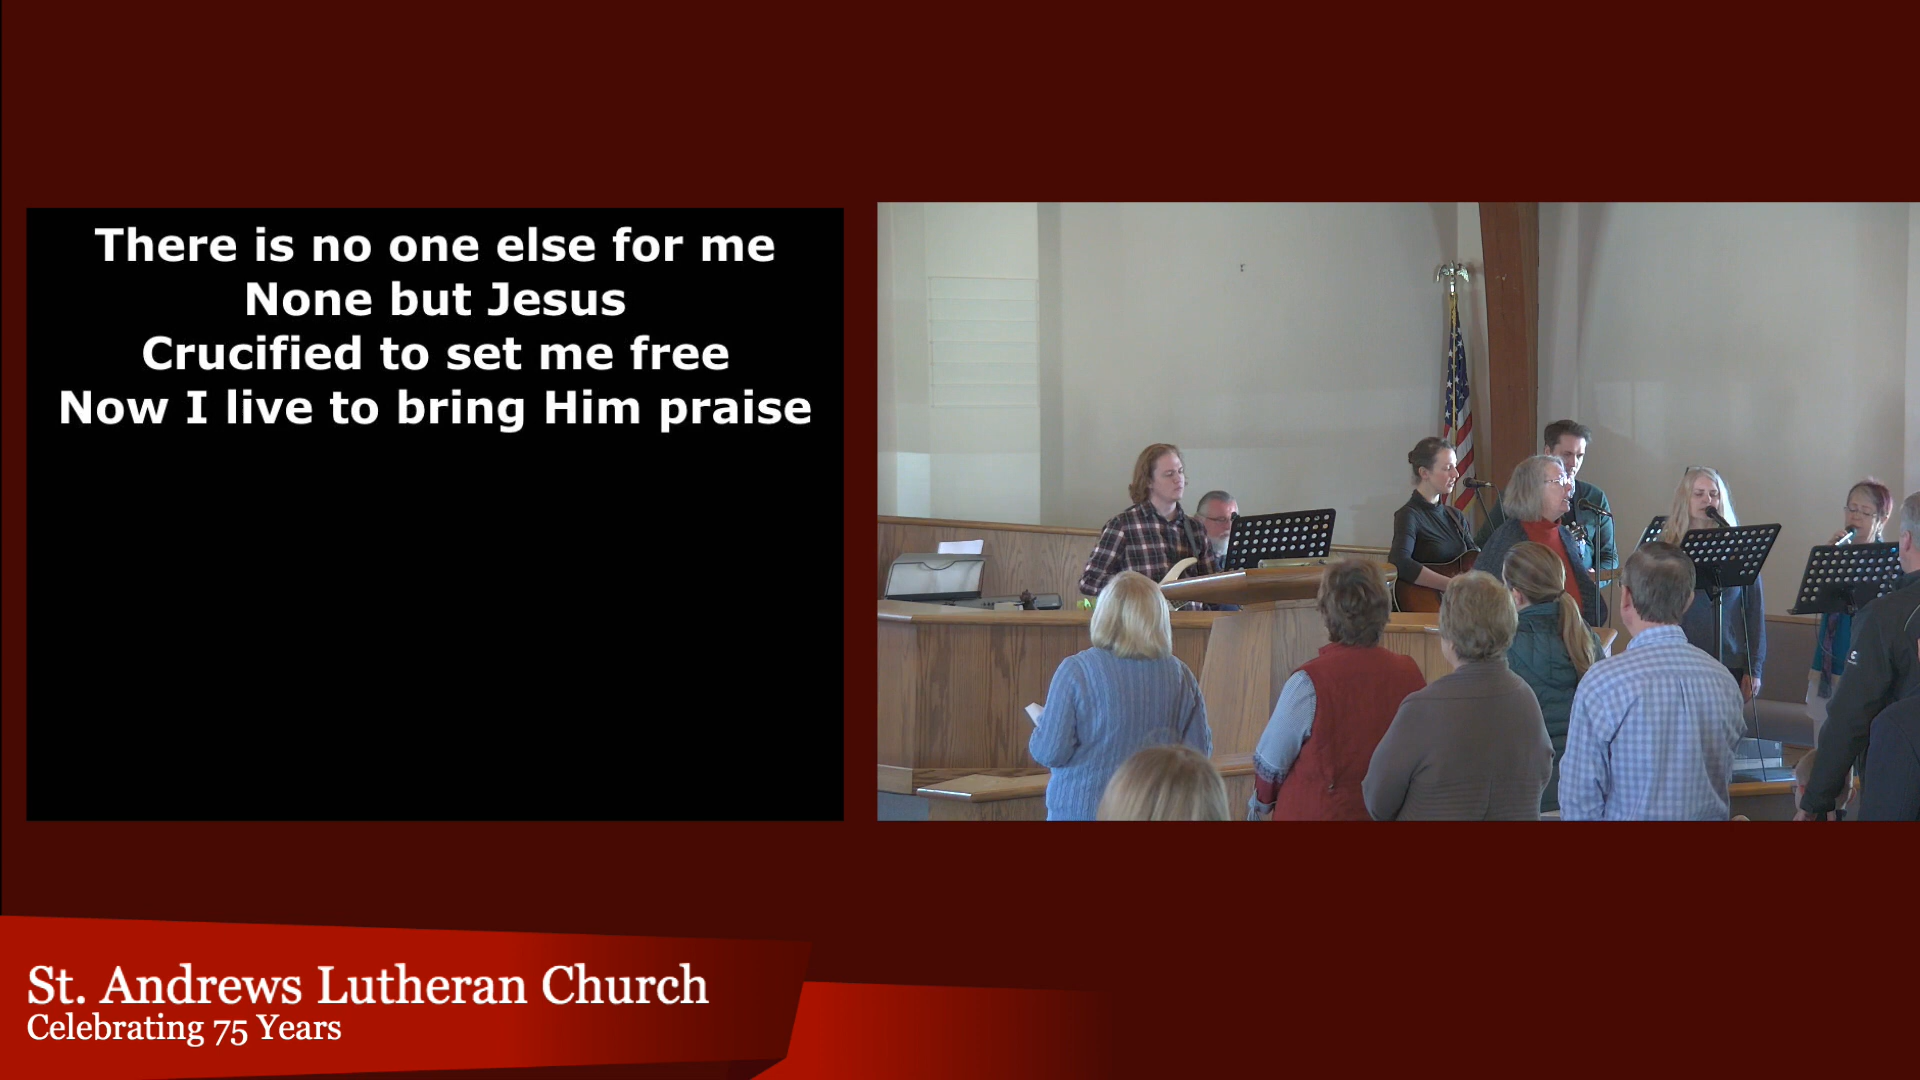 There is no one else for me
None but Jesus
Crucified to set me free
Now I live to bring Him praise
St. Andrews Lutheran Church
Celebrating 75 Years